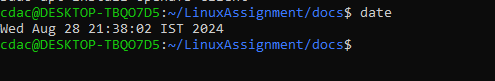 cdac@DESKTOP-TBQO7D5:~/LinuxAssignment/docs$ date
Wed Aug 28 21:38:02 IST 2024
cdac@DESKTOP-TBQO7D5:~/LinuxAssignment/docs$